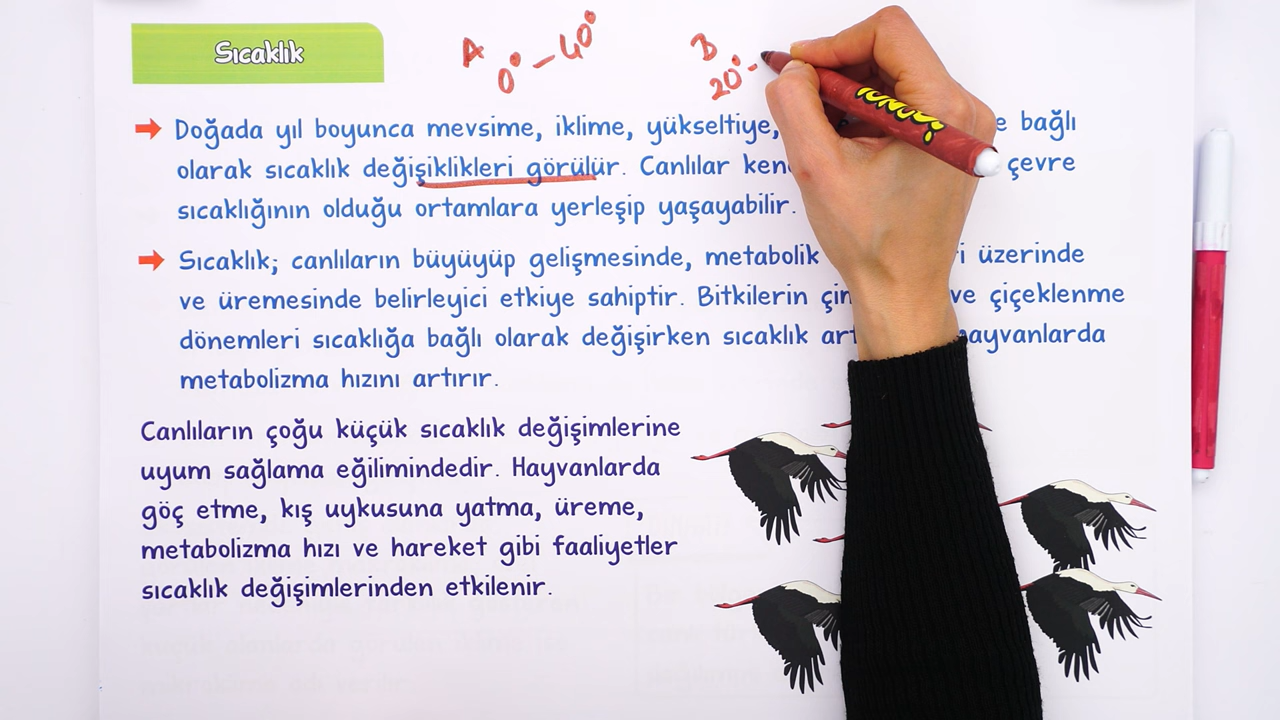 Sıcaklık
A
0° - 40°
B
20° -
Doğada yıl boyunca mevsime, iklime, yükseltiye, e bağlı
olarak sıcaklık değişiklikleri görülür. Canlılar ken çevre
sıcaklığının olduğu ortamlara yerleşip yaşayabilir.
Sıcaklık; canlıların büyüyüp gelişmesinde, metabolik i üzerinde
ve üremesinde belirleyici etkiye sahiptir. Bitkilerin çim ve çiçeklenme
dönemleri sıcaklığa bağlı olarak değişirken sıcaklık art hayvanlarda
metabolizma hızını artırır.
Canlıların çoğu küçük sıcaklık değişimlerine
uyum sağlama eğilimindedir. Hayvanlarda
göç etme, kış uykusuna yatma, üreme,
metabolizma hızı ve hareket gibi faaliyetler
sıcaklık değişimlerinden etkilenir.